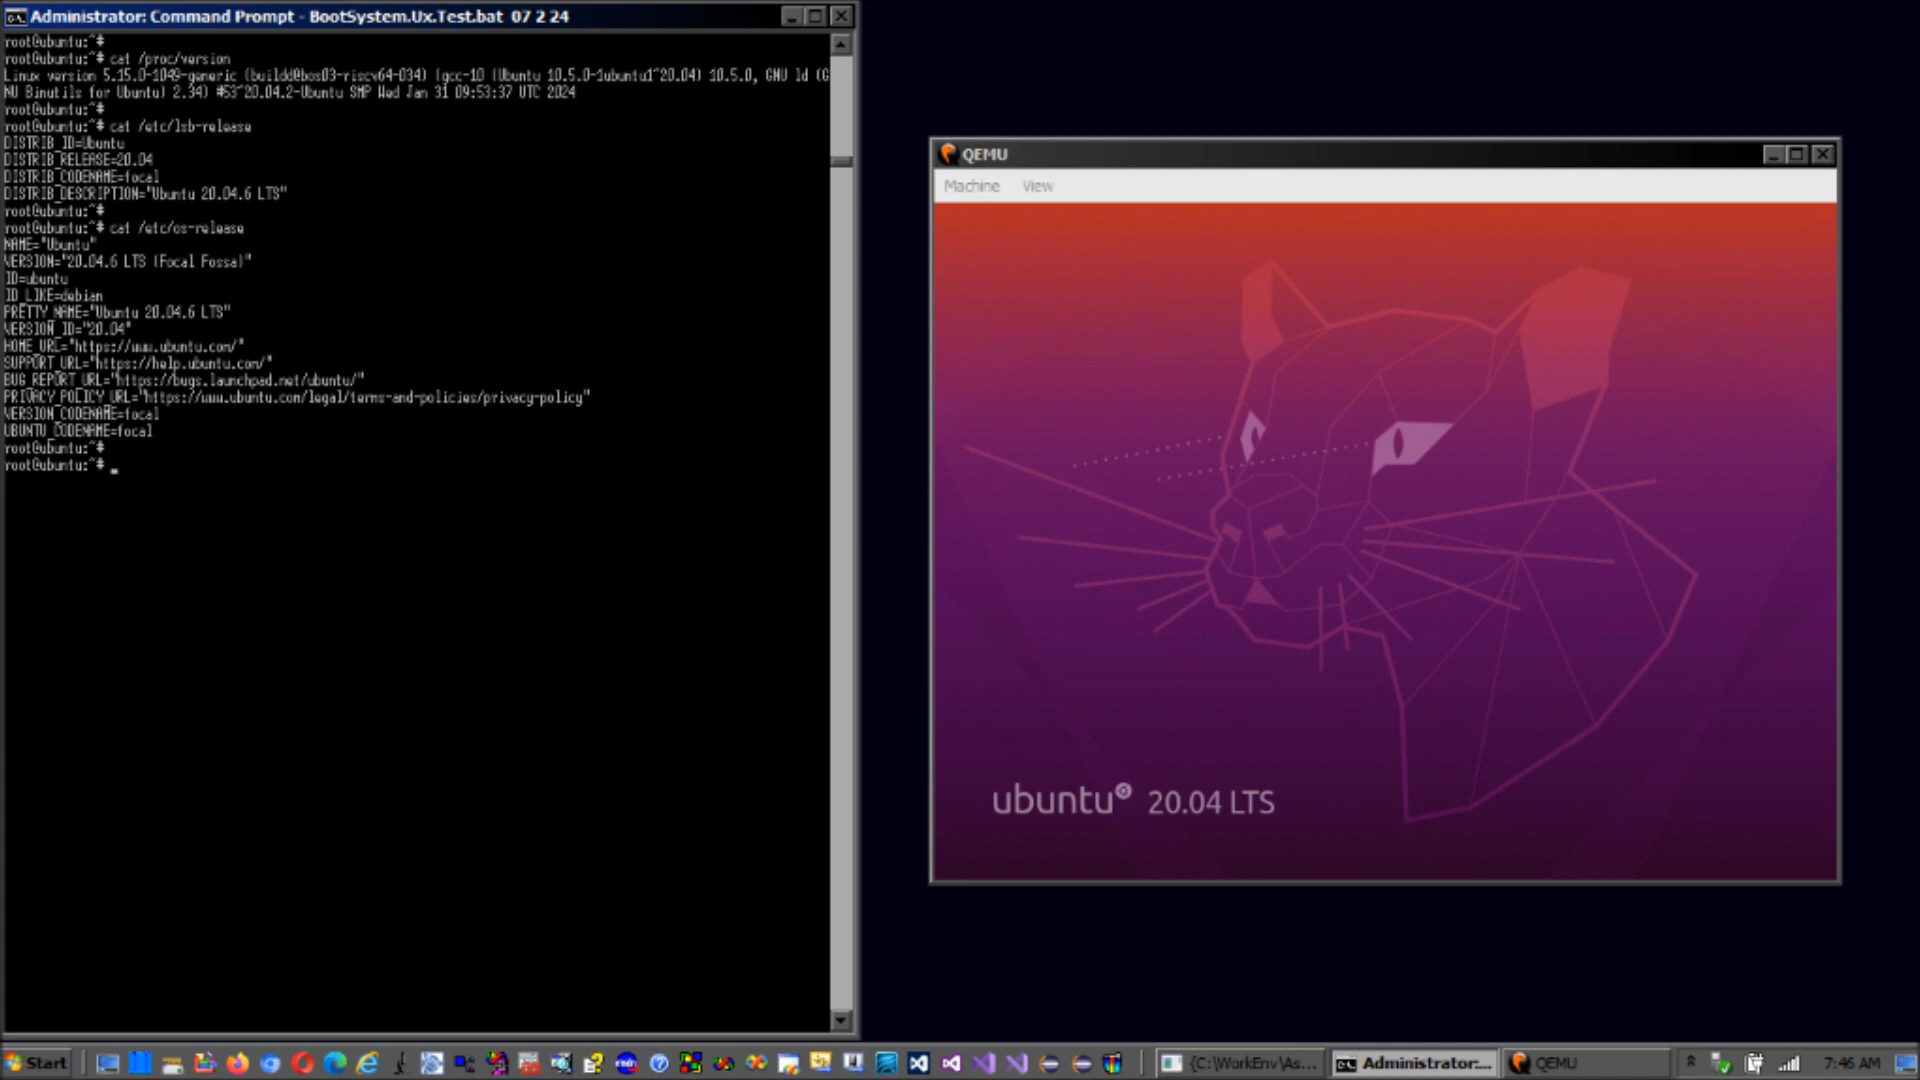 Administrator: Command Prompt - BootSystem.Ux.Test.bat 07 2 24
root@ubuntu:~#
root@ubuntu:~# cat /proc/version
Linux version 5.15.0-1049-generic (buildd@bos03-riscv64-034) (gcc-10 (Ubuntu 10.5.0-1ubuntu1~20.04) 10.5.0, GNU ld (G
NU Binutils for Ubuntu) 2.34) #53~20.04.2-Ubuntu SMP Wed Jan 31 09:53:37 UTC 2024
root@ubuntu:~#
root@ubuntu:~# cat /etc/lsb-release
DISTRIB_ID=Ubuntu
DISTRIB_RELEASE=20.04
DISTRIB_CODENAME=focal
DISTRIB_DESCRIPTION="Ubuntu 20.04.6 LTS"
root@ubuntu:~#
root@ubuntu:~# cat /etc/os-release
NAME="Ubuntu"
VERSION="20.04.6 LTS (Focal Fossa)"
ID=ubuntu
ID_LIKE=debian
PRETTY_NAME="Ubuntu 20.04.6 LTS"
VERSION_ID="20.04"
HOME_URL="https://www.ubuntu.com/"
SUPPORT_URL="https://help.ubuntu.com/"
BUG_REPORT_URL="https://bugs.launchpad.net/ubuntu/"
PRIVACY_POLICY_URL="https://www.ubuntu.com/legal/terms-and-policies/privacy-policy"
VERSION_CODENAME=focal
UBUNTU_CODENAME=focal
root@ubuntu:~#
root@ubuntu:~#
QEMU
Machine View
ubuntu 20.04 LTS
Start
{C:\WorkEnv\As...
Administrator:...
QEMU
7:46 AM